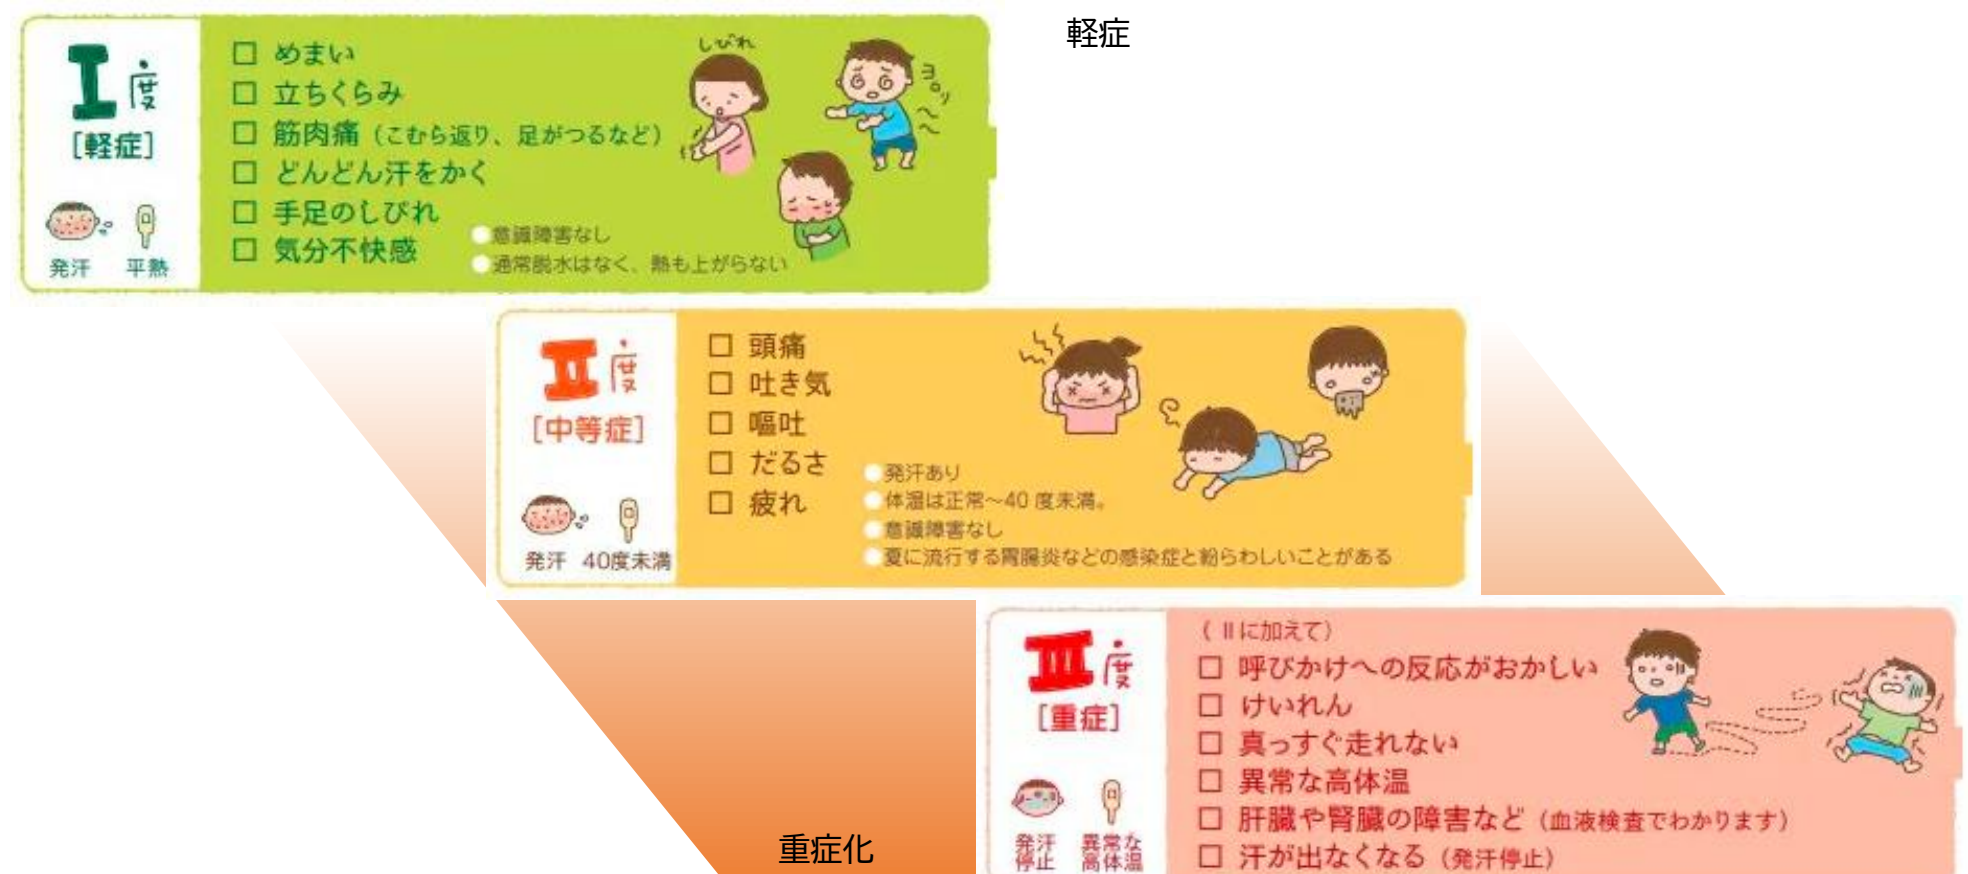 軽症
I度
[軽症]
発汗 平熱
□ めまい
□ 立ちくらみ
□ 筋肉痛（こむら返り、足がつるなど）
□ どんどん汗をかく
□ 手足のしびれ
□ 気分不快感
●意識障害なし
●通常脱水はなく、熱も上がらない
しびれ
ヨロリ
II度
[中等症]
発汗 40度未満
□ 頭痛
□ 吐き気
□ 嘔吐
□ だるさ
□ 疲れ
●発汗あり
●体温は正常～40 度未満。
●意識障害なし
●夏に流行する胃腸炎などの感染症と紛らわしいことがある
III度
[重症]
発汗停止 異常な高体温
（ IIに加えて）
□ 呼びかけへの反応がおかしい
□ けいれん
□ 真っすぐ走れない
□ 異常な高体温
□ 肝臓や腎臓の障害など（血液検査でわかります）
□ 汗が出なくなる（発汗停止）
重症化